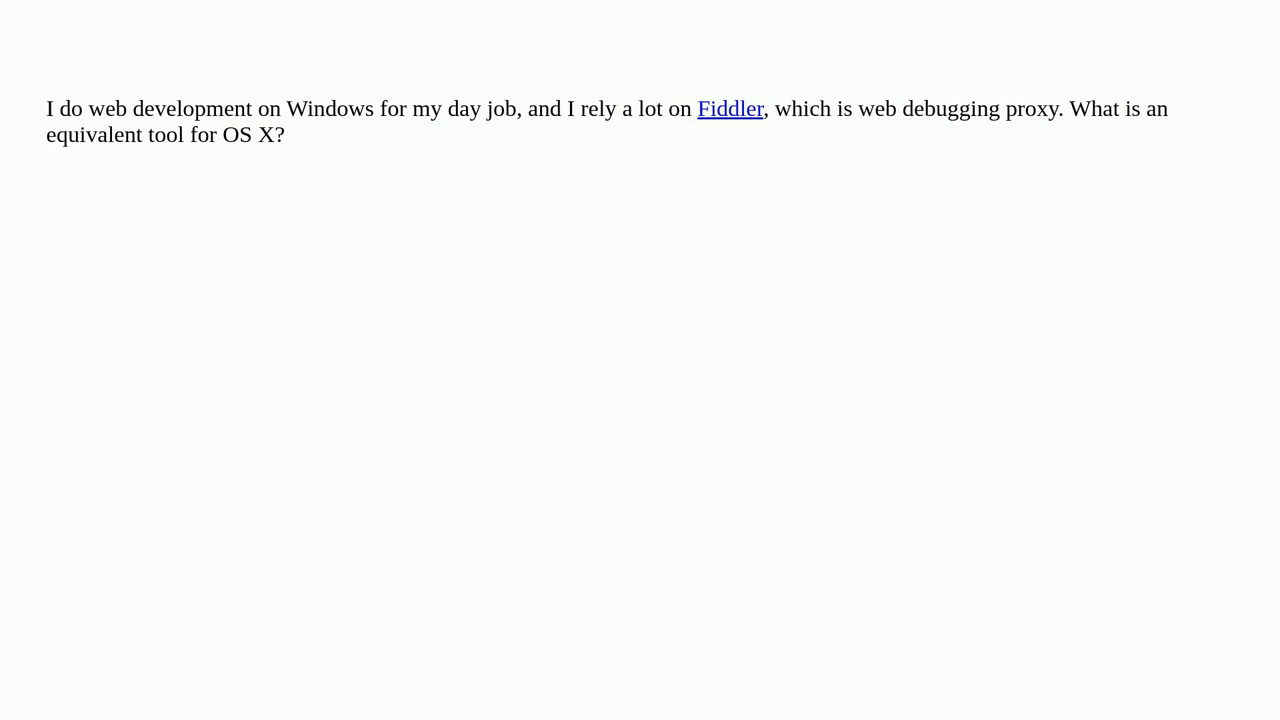 I do web development on Windows for my day job, and I rely a lot on Fiddler, which is web debugging proxy. What is an
equivalent tool for OS X?